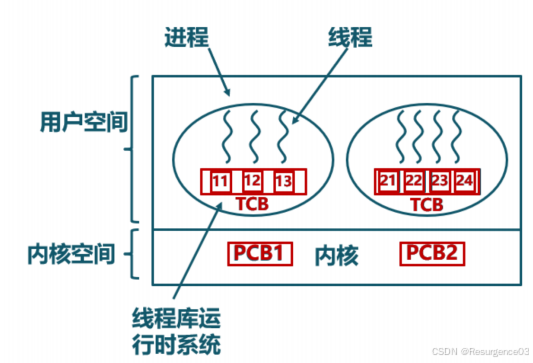 进程 线程
用户空间
11 12 13 21 22 23 24
TCB TCB
内核空间 PCB1 内核 PCB2
线程库运
行时系统
CSDN @Resurgence03